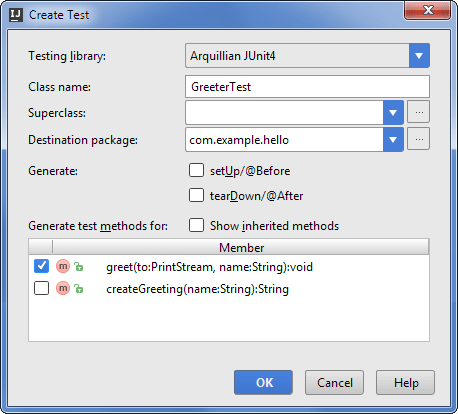 IJ Create Test
Testing library: Arquillian JUnit4
Class name: GreeterTest
Superclass: ...
Destination package: com.example.hello ...
Generate: setUp/@Before
tearDown/@After
Generate test methods for: Show inherited methods
Member
m greet(to:PrintStream, name:String):void
m createGreeting(name:String):String
OK Cancel Help